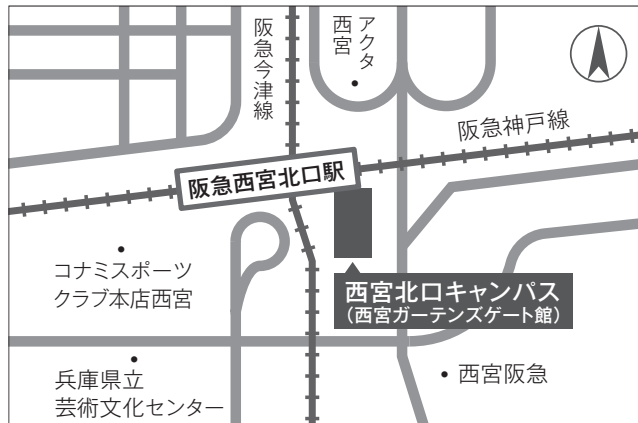 阪急今津線
アクタ
西宮
阪急神戸線
阪急西宮北口駅
コナミスポーツ
クラブ本店西宮
西宮北口キャンパス
(西宮ガーデンズゲート館)
兵庫県立
芸術文化センター
西宮阪急